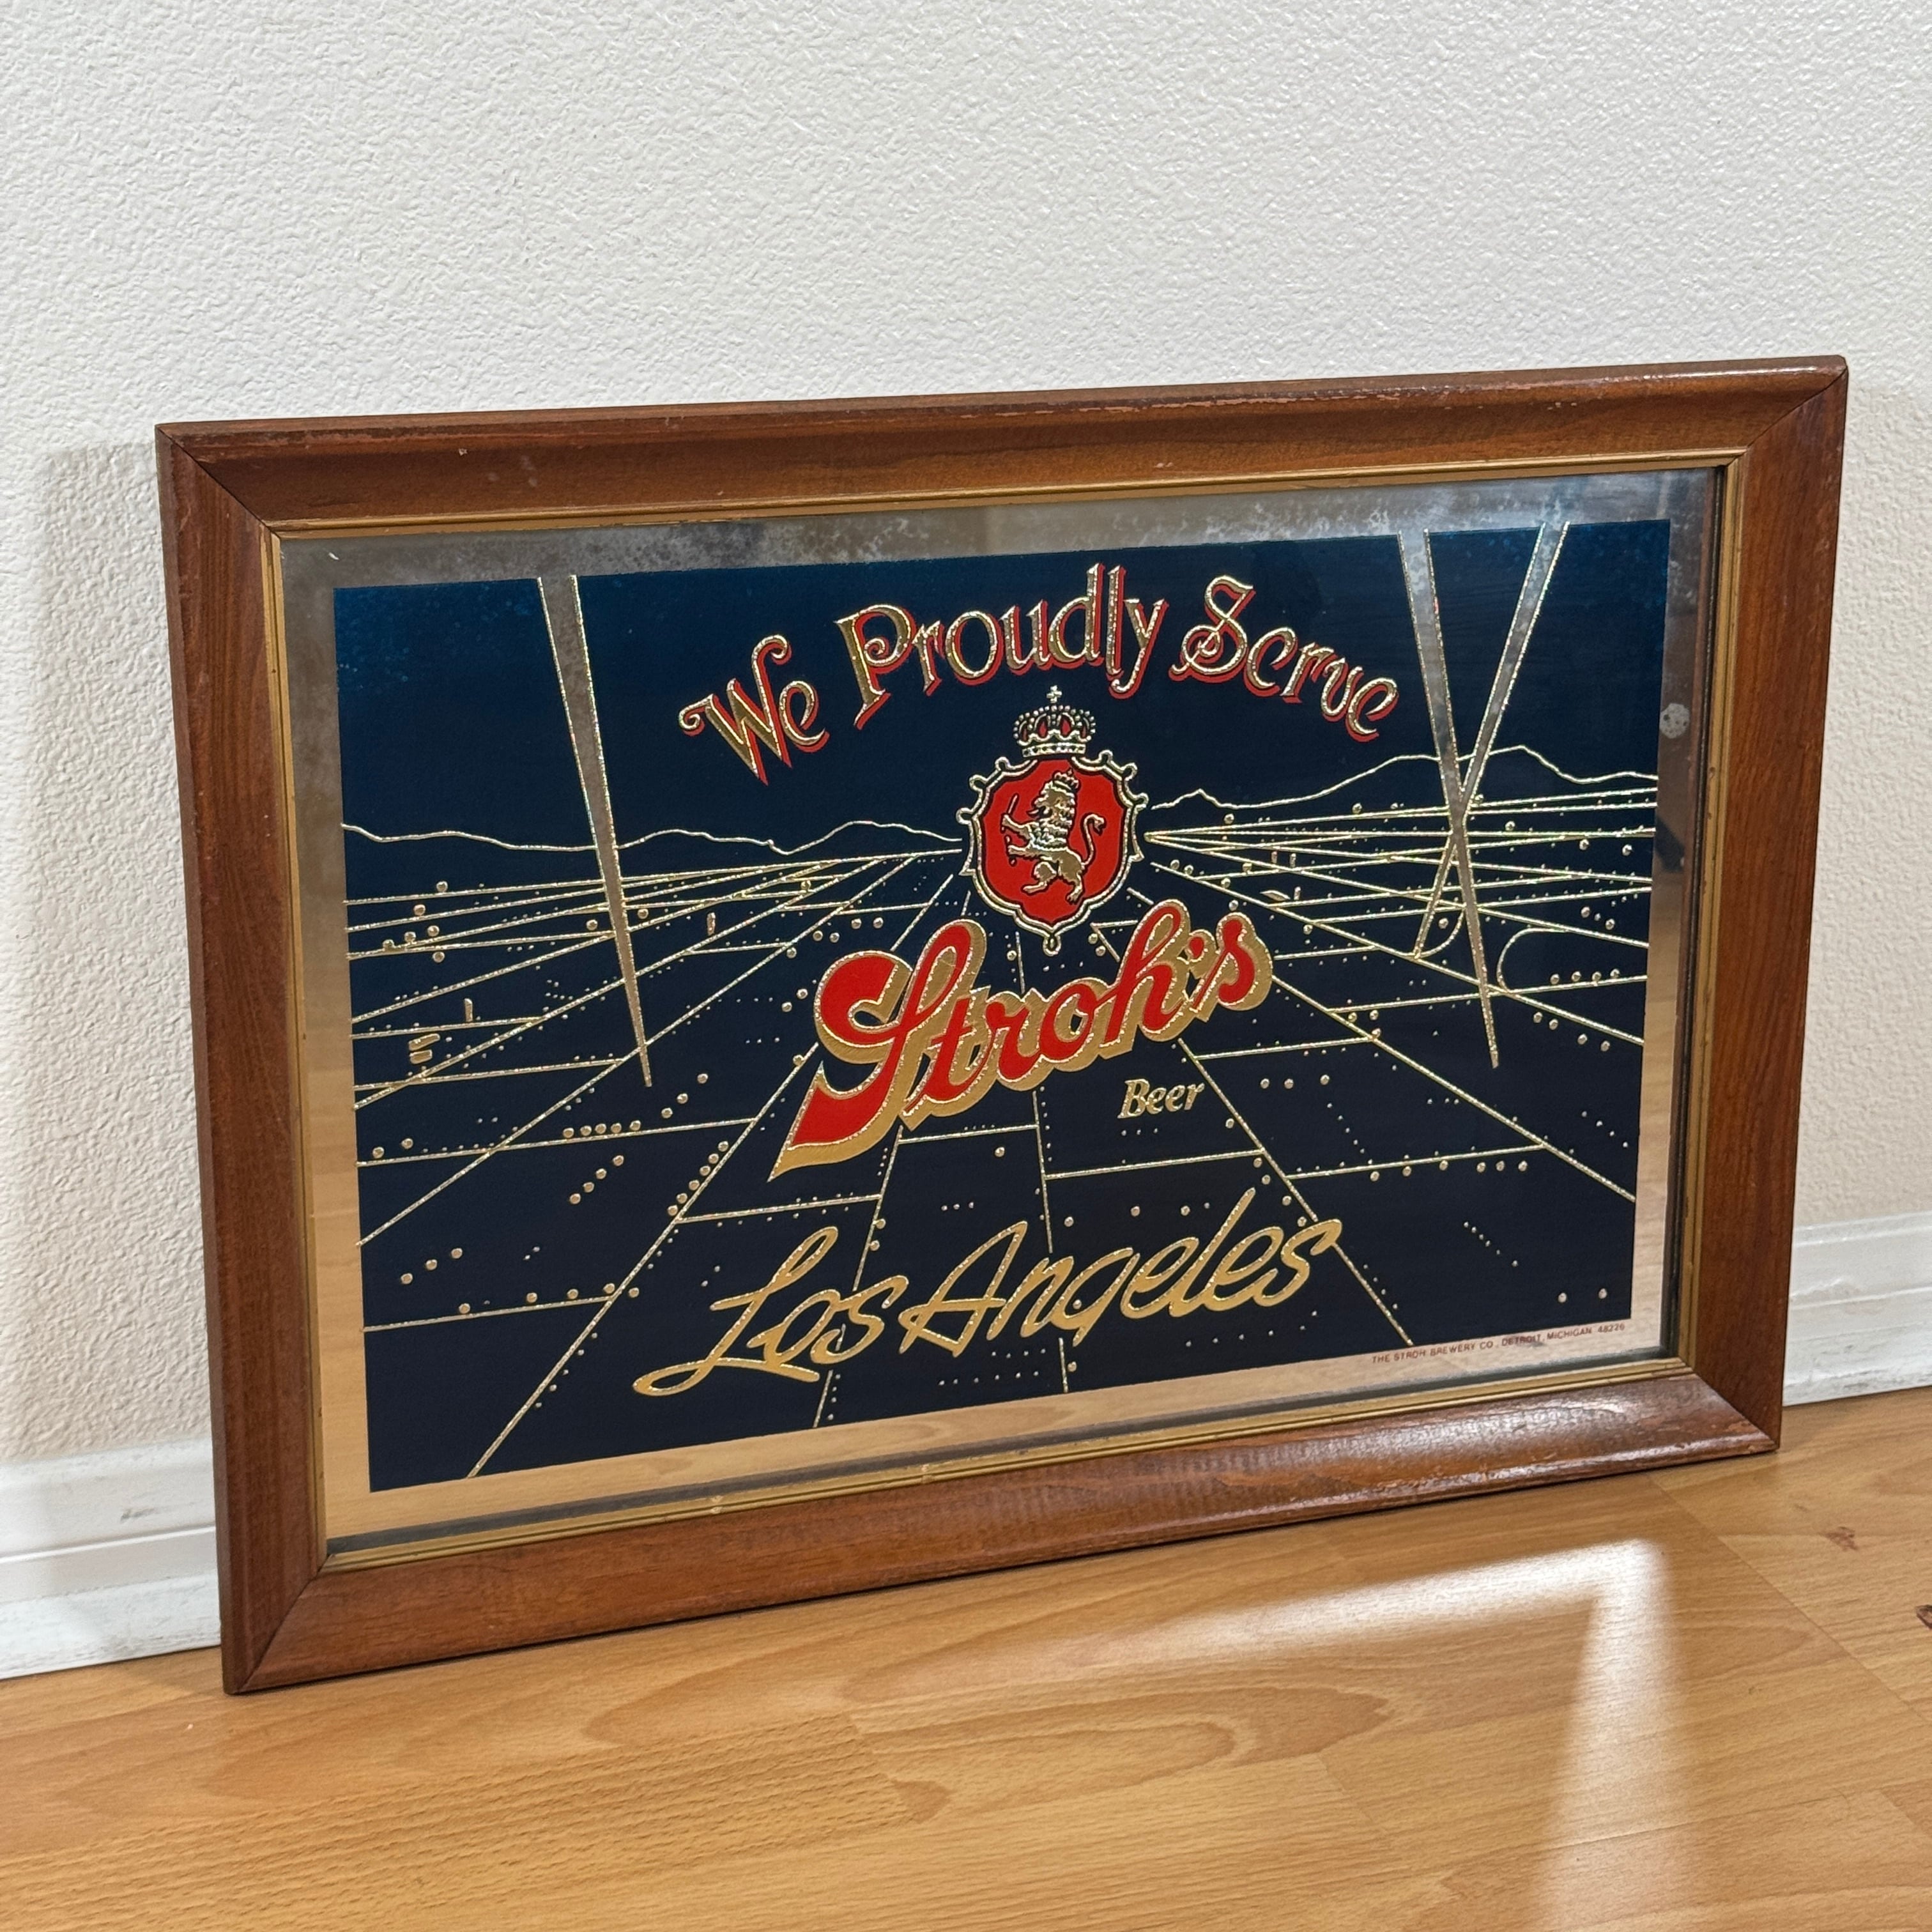 We Proudly Serve
Stroh's
Beer
Los Angeles
THE STROH BREWERY CO., DETROIT, MICHIGAN 48226